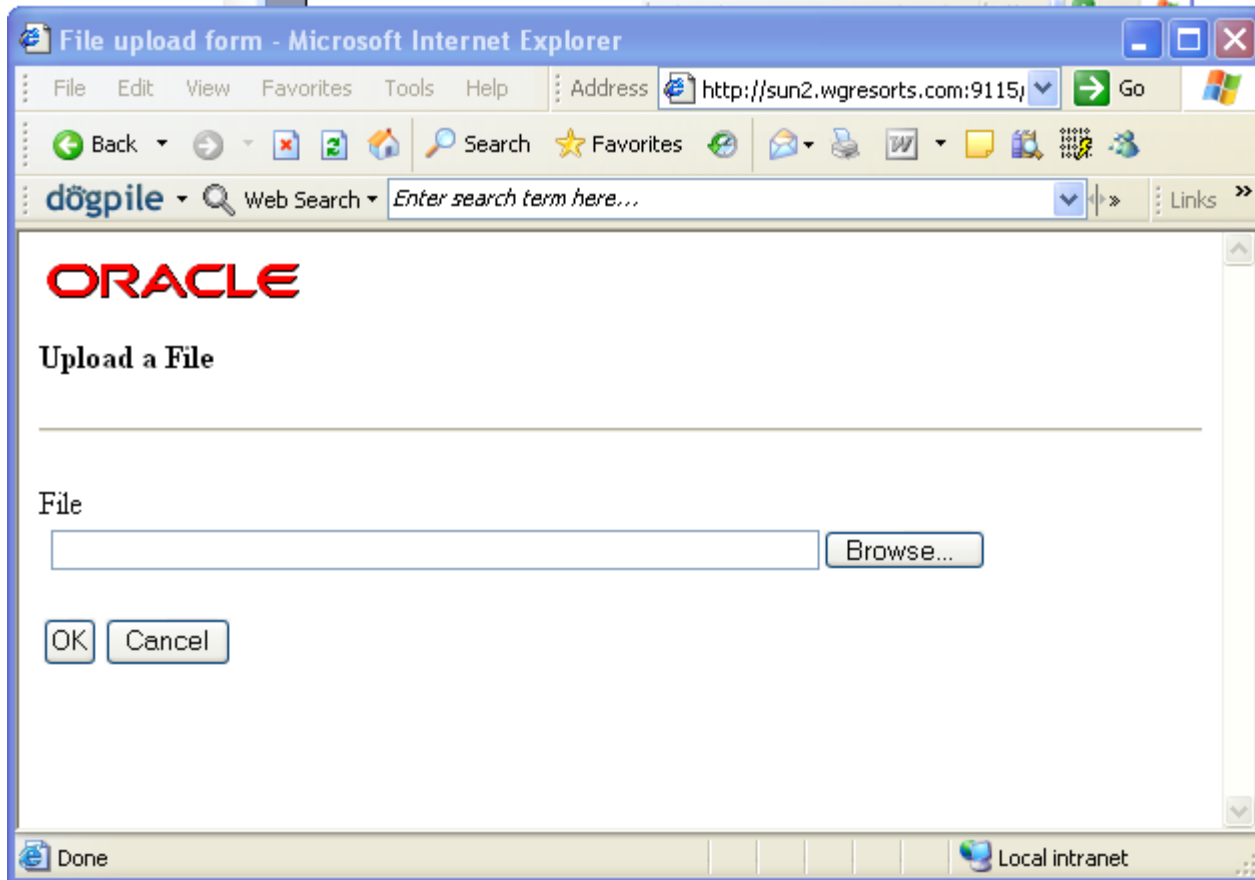 File upload form - Microsoft Internet Explorer
File Edit View Favorites Tools Help Address http://sun2.wgresorts.com:9115/ Go
Back Search Favorites W
dögpile Web Search Enter search term here... Links »
ORACLE
Upload a File
File
Browse...
OK Cancel
Done Local intranet